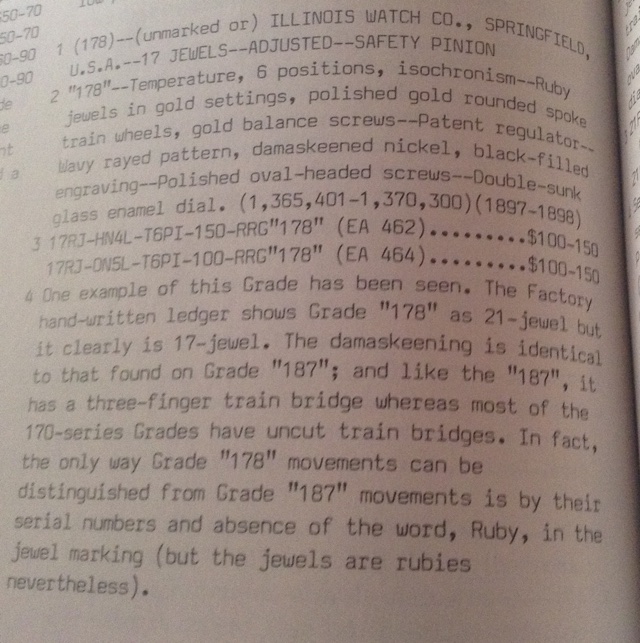 50-70
50-70
60-90
0-90
1 (178)--(unmarked or) ILLINOIS WATCH CO., SPRINGFIELD,
U.S.A.--17 JEWELS--ADJUSTED--SAFETY PINION
2 "178"--Temperature, 6 positions, isochronism--Ruby
jewels in gold settings, polished gold rounded spoke
train wheels, gold balance screws--Patent regulator--
Wavy rayed pattern, damaskeened nickel, black-filled
engraving--Polished oval-headed screws--Double-sunk
glass enamel dial. (1,365,401-1,370,300)(1897-1898)
3 17RJ-HN4L-T6PI-150-RRG"178" (EA 462).........$100-150
17RJ-ON5L-T6PI-100-RRG"178" (EA 464).........$100-150
4 One example of this Grade has been seen. The Factory
hand-written ledger shows Grade "178" as 21-jewel but
it clearly is 17-jewel. The damaskeening is identical
to that found on Grade "187"; and like the "187", it
has a three-finger train bridge whereas most of the
170-series Grades have uncut train bridges. In fact,
the only way Grade "178" movements can be
distinguished from Grade "187" movements is by their
serial numbers and absence of the word, Ruby, in the
jewel marking (but the jewels are rubies
nevertheless).